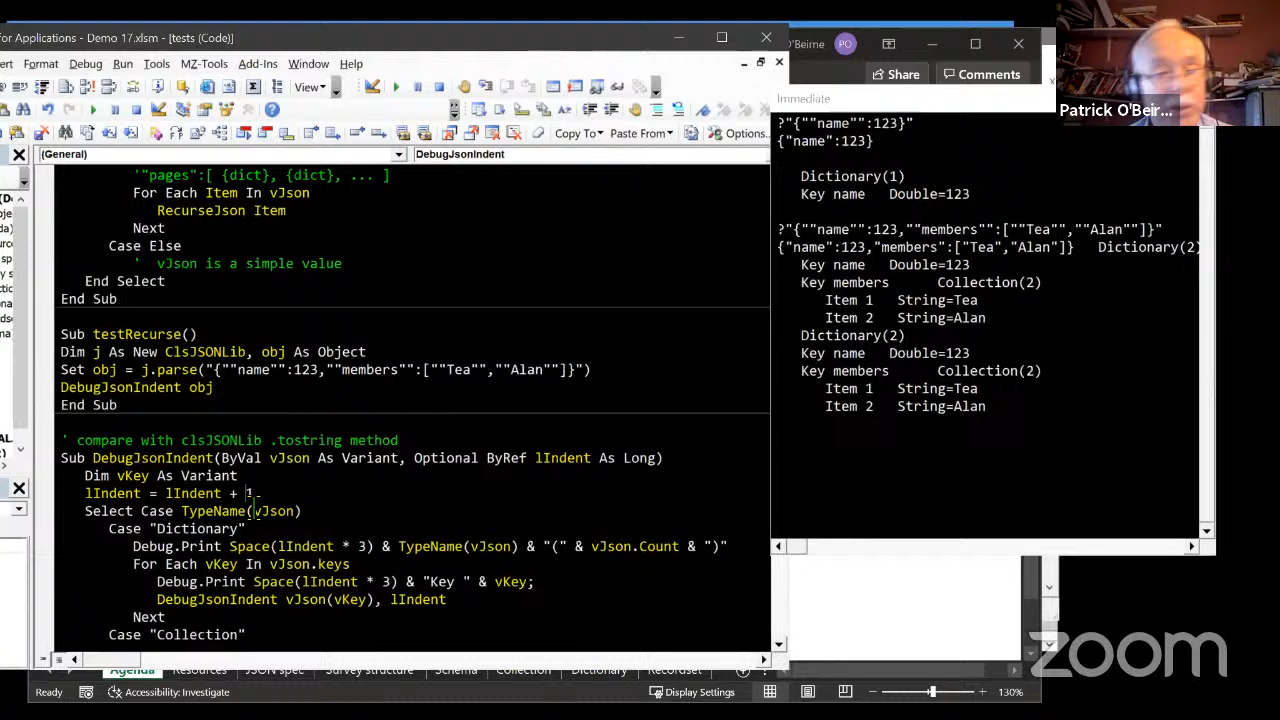 for Applications - Demo 17.xlsm - [tests (Code)]
Format Debug Run Tools MZ-Tools Add-Ins Window Help
View
Copy To Paste From Options.
(General) DebugJsonIndent
'"pages":[ {dict}, {dict}, ... ]
For Each Item In vJson
RecurseJson Item
Next
Case Else
' vJson is a simple value
End Select
End Sub
Sub testRecurse()
Dim j As New ClsJSONLib, obj As Object
Set obj = j.parse("{""name"":123,""members"":[""Tea"",""Alan""]}")
DebugJsonIndent obj
End Sub
' compare with clsJSONLib .tostring method
Sub DebugJsonIndent(ByVal vJson As Variant, Optional ByRef lIndent As Long)
Dim vKey As Variant
lIndent = lIndent + 1
Select Case TypeName(vJson)
Case "Dictionary"
Debug.Print Space(lIndent * 3) & TypeName(vJson) & "(" & vJson.Count & ")"
For Each vKey In vJson.keys
Debug.Print Space(lIndent * 3) & "Key " & vKey;
DebugJsonIndent vJson(vKey), lIndent
Next
Case "Collection"
O'Beirne PO
Share Comments
Immediate
?"{""name"":123}"
{"name":123}
Dictionary(1)
Key name Double=123
?"{""name"":123,""members"":[""Tea"",""Alan""]}"
{"name":123,"members":["Tea","Alan"]} Dictionary(2)
Key name Double=123
Key members Collection(2)
Item 1 String=Tea
Item 2 String=Alan
Dictionary(2)
Key name Double=123
Key members Collection(2)
Item 1 String=Tea
Item 2 String=Alan
Patrick O'Beir...
zoom
Agenda Resources JSON spec Survey structure Schema Collection Dictionary Recordset
Ready Accessibility: Investigate Display Settings 130%